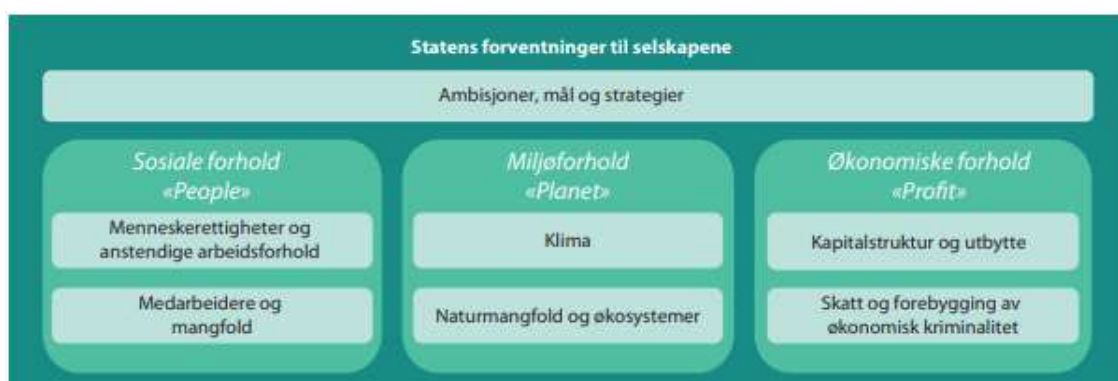 Statens forventninger til selskapene
Ambisjoner, mål og strategier
Sosiale forhold
«People»
Menneskerettigheter og
anstendige arbeidsforhold
Medarbeidere og
mangfold
Miljøforhold
«Planet»
Klima
Naturmangfold og økosystemer
Økonomiske forhold
«Profit»
Kapitalstruktur og utbytte
Skatt og forebygging av
økonomisk kriminalitet